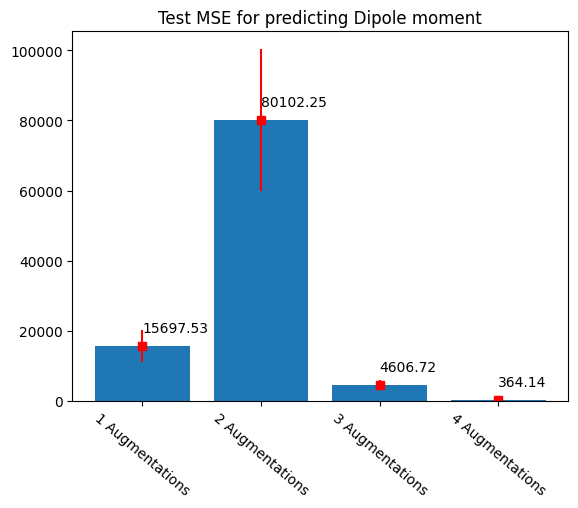 Test MSE for predicting Dipole moment
100000
80000
60000
40000
20000
0
15697.53
80102.25
4606.72
364.14
1 Augmentations
2 Augmentations
3 Augmentations
4 Augmentations